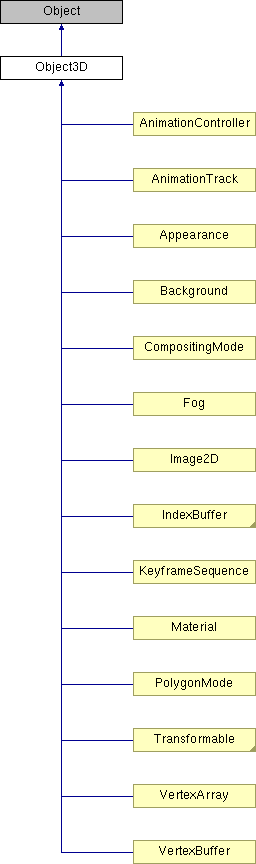 Object
Object3D
AnimationController
AnimationTrack
Appearance
Background
CompositingMode
Fog
Image2D
IndexBuffer
KeyframeSequence
Material
PolygonMode
Transformable
VertexArray
VertexBuffer